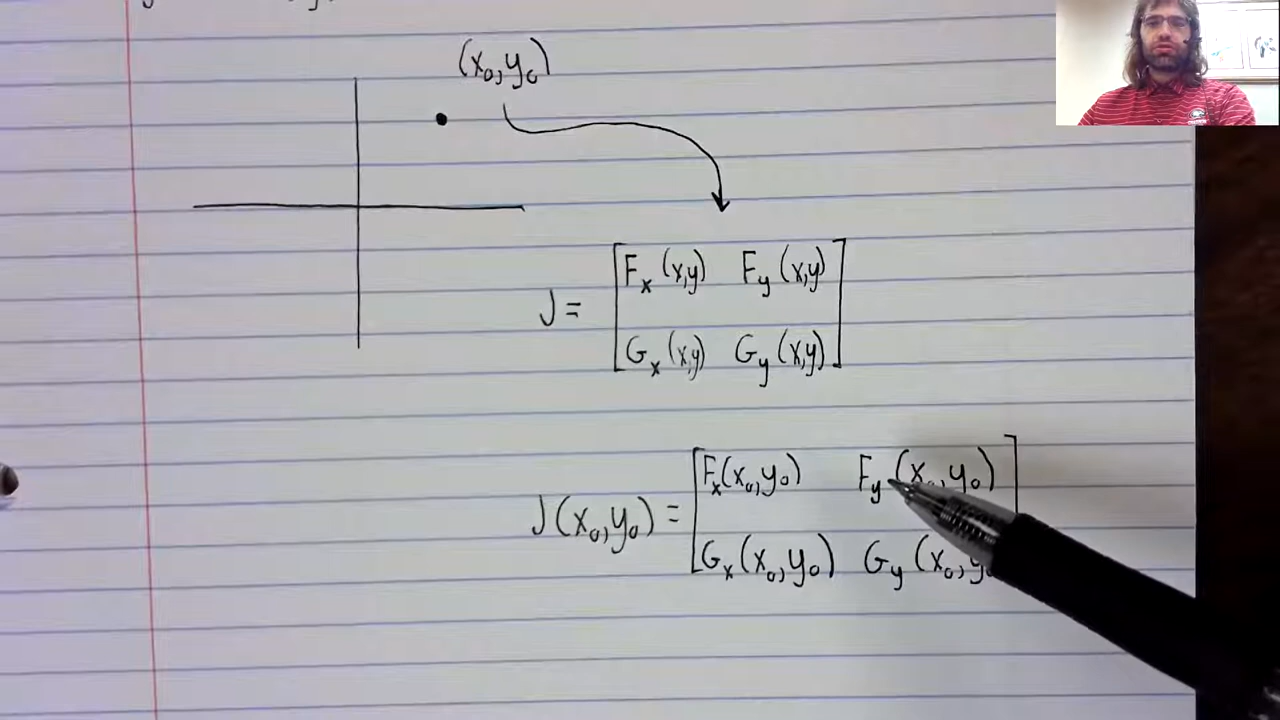 (x₀, y₀)
J = [ Fₓ(x,y) F_y(x,y)
Gₓ(x,y) G_y(x,y) ]
J(x₀, y₀) = [ Fₓ(x₀, y₀) F_y(x₀, y₀)
Gₓ(x₀, y₀) G_y(x₀, y₀